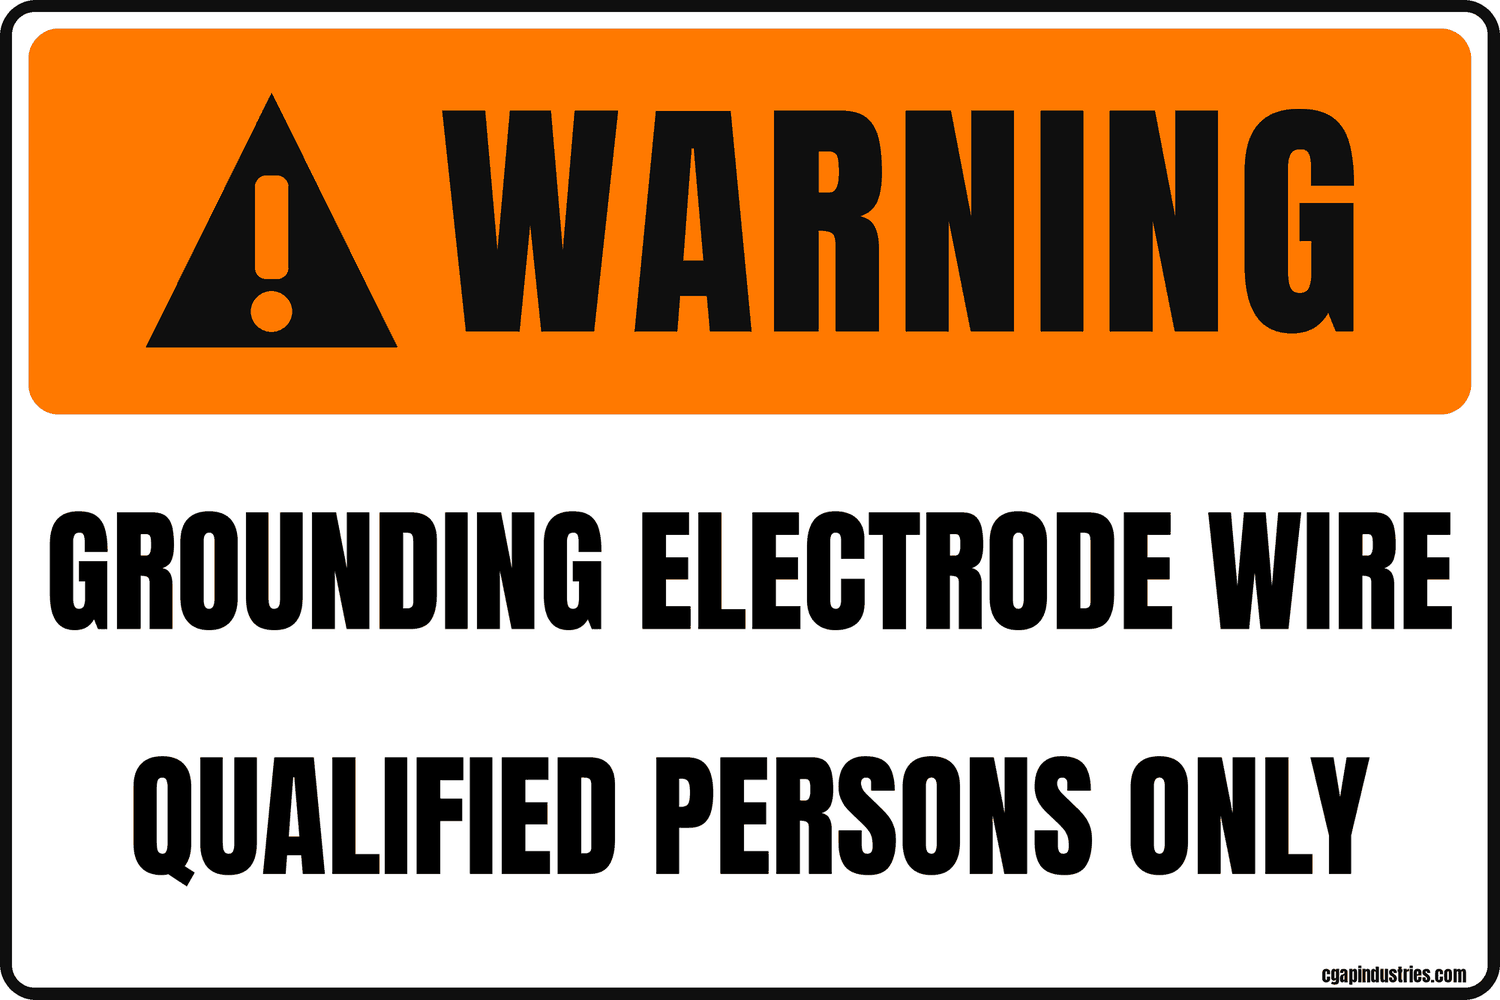 WARNING
GROUNDING ELECTRODE WIRE
QUALIFIED PERSONS ONLY
cgapindustries.com